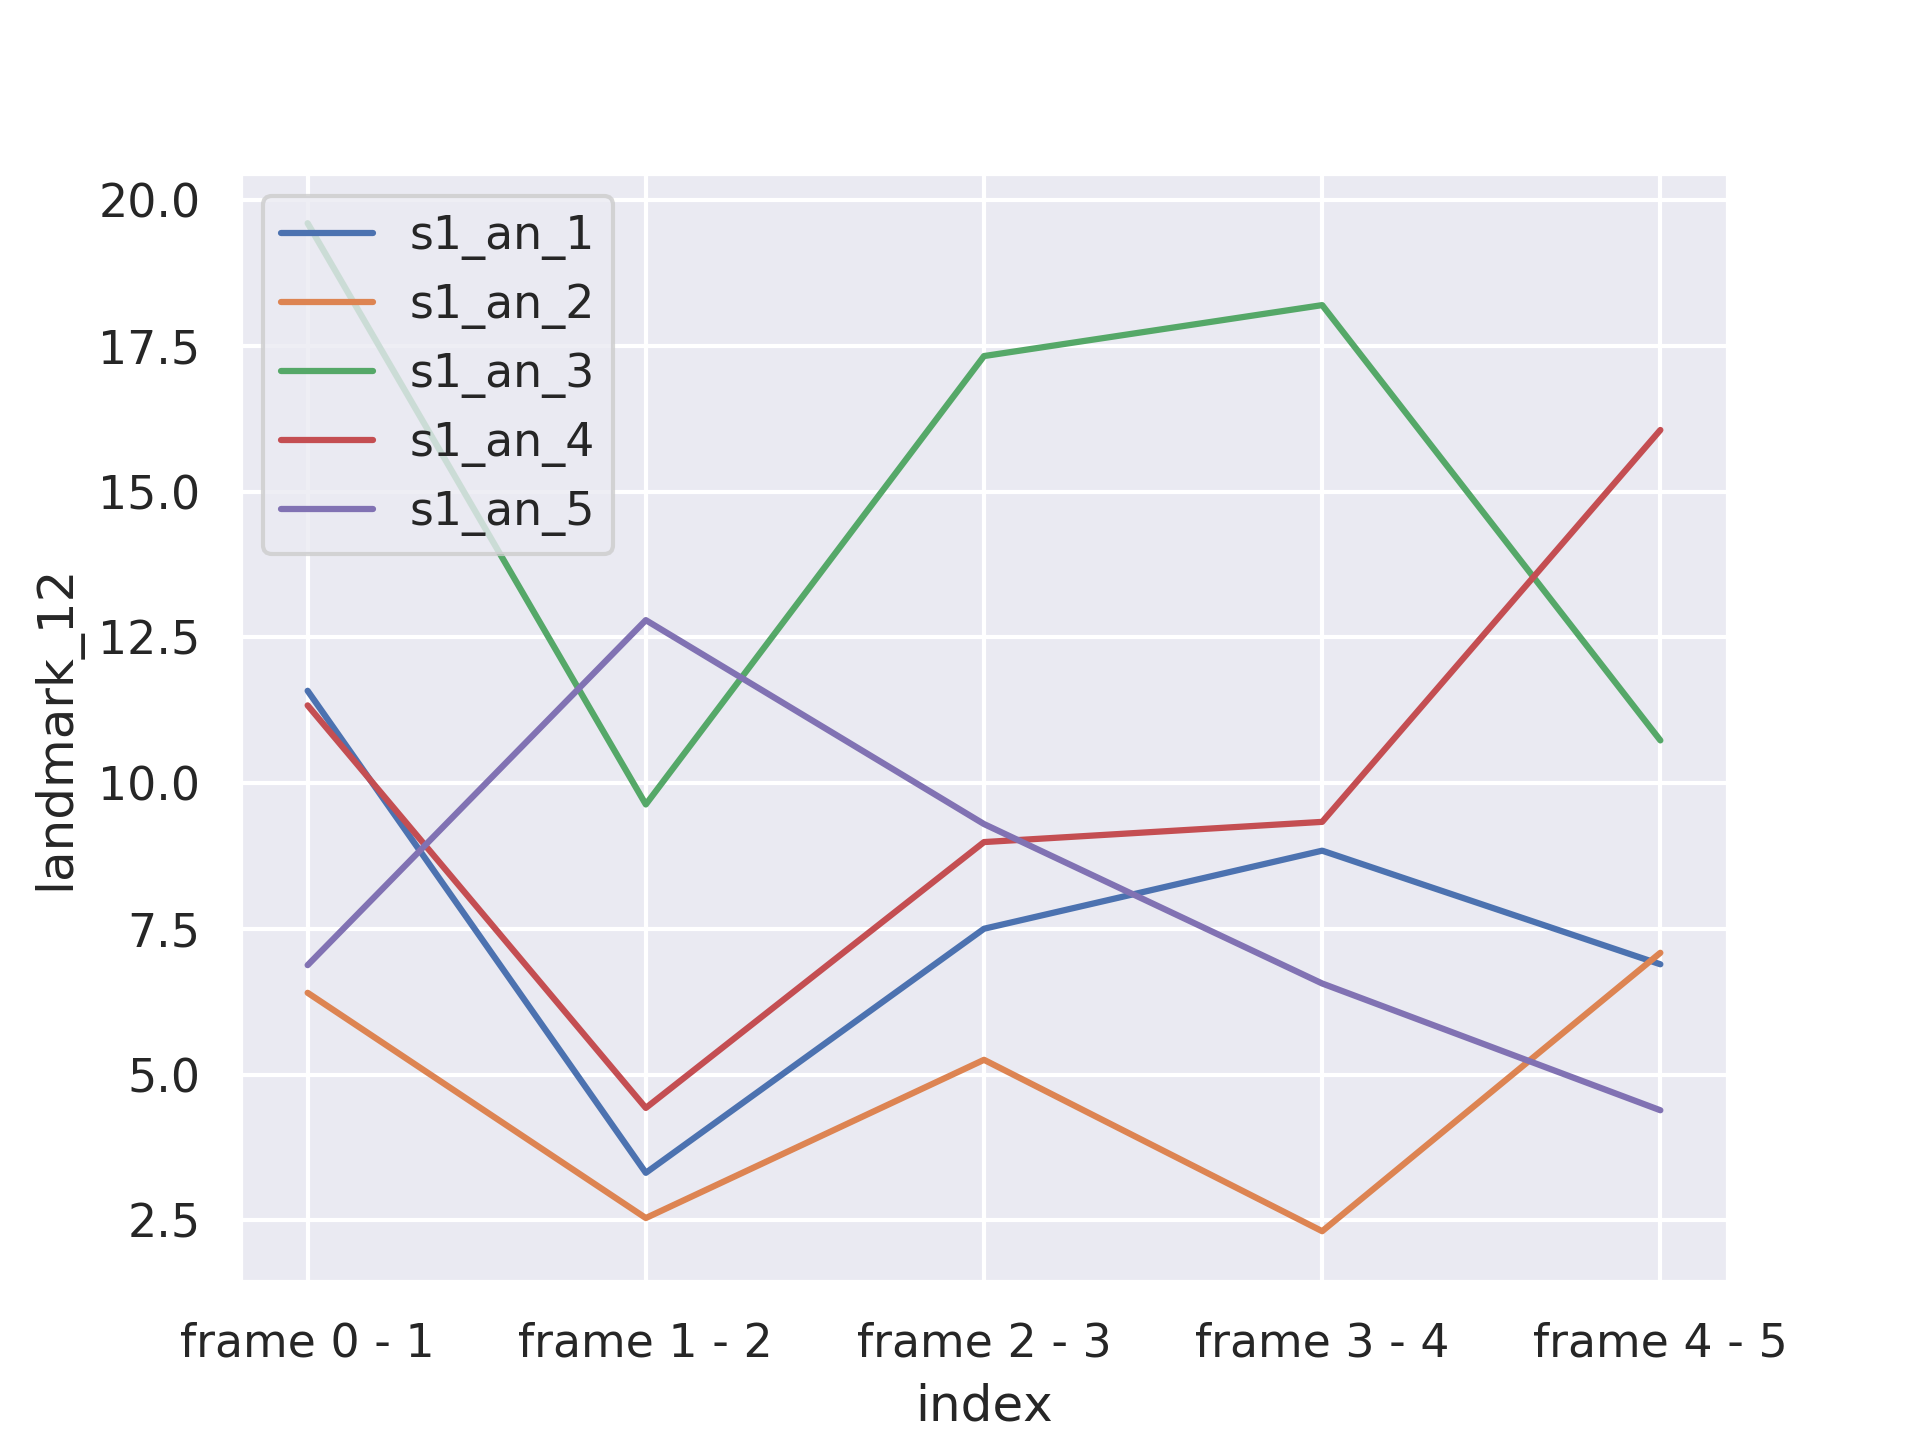 20.0
17.5
15.0
12.5
10.0
7.5
5.0
2.5
landmark_12
s1_an_1
s1_an_2
s1_an_3
s1_an_4
s1_an_5
frame 0 - 1
frame 1 - 2
frame 2 - 3
frame 3 - 4
frame 4 - 5
index